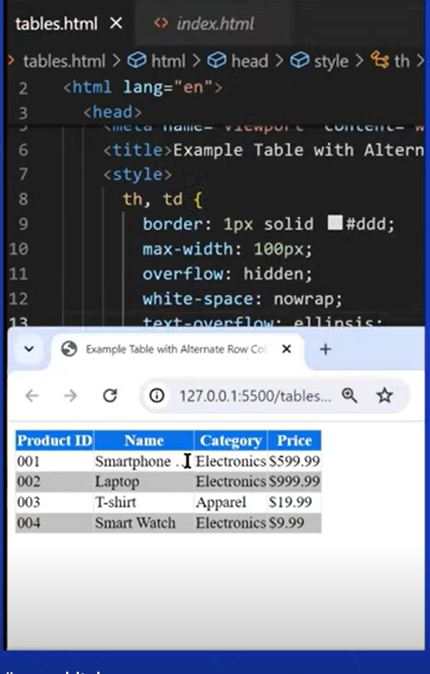 tables.html × <> index.html
> tables.html > html > head > style > th >
2 <html lang="en">
3 <head>
<meta name="viewport" content="w
6 <title>Example Table with Altern
7 <style>
8 th, td {
9 border: 1px solid #ddd;
10 max-width: 100px;
11 overflow: hidden;
12 white-space: nowrap;
13 text-overflow: ellipsis;
Example Table with Alternate Row Co × +
127.0.0.1:5500/tables...
Product ID Name Category Price
001 Smartphone .. Electronics $599.99
002 Laptop Electronics $999.99
003 T-shirt Apparel $19.99
004 Smart Watch Electronics $9.99